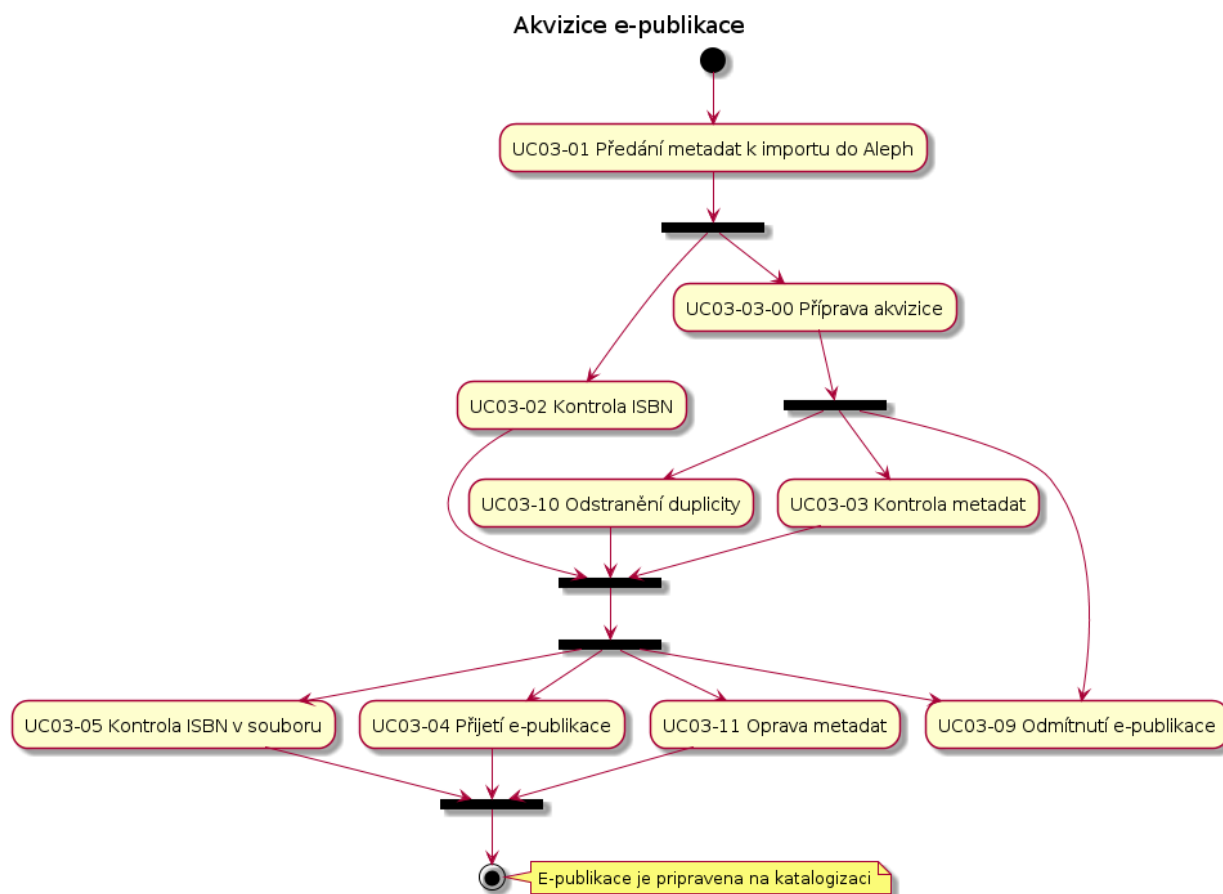 Akvizice e-publikace
UC03-01 Předání metadat k importu do Aleph
UC03-03-00 Příprava akvizice
UC03-02 Kontrola ISBN
UC03-10 Odstranění duplicity
UC03-03 Kontrola metadat
UC03-05 Kontrola ISBN v souboru
UC03-04 Přijetí e-publikace
UC03-11 Oprava metadat
UC03-09 Odmítnutí e-publikace
E-publikace je pripravena na katalogizaci